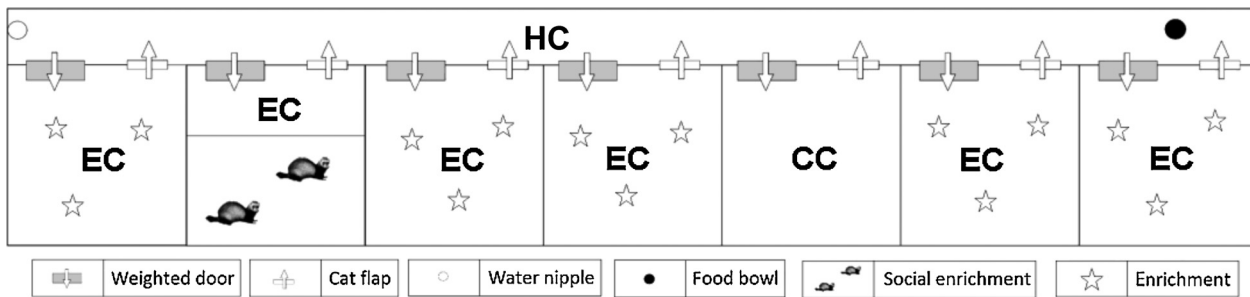 HC
EC
EC
EC
EC
CC
EC
EC
Weighted door
Cat flap
Water nipple
Food bowl
Social enrichment
Enrichment